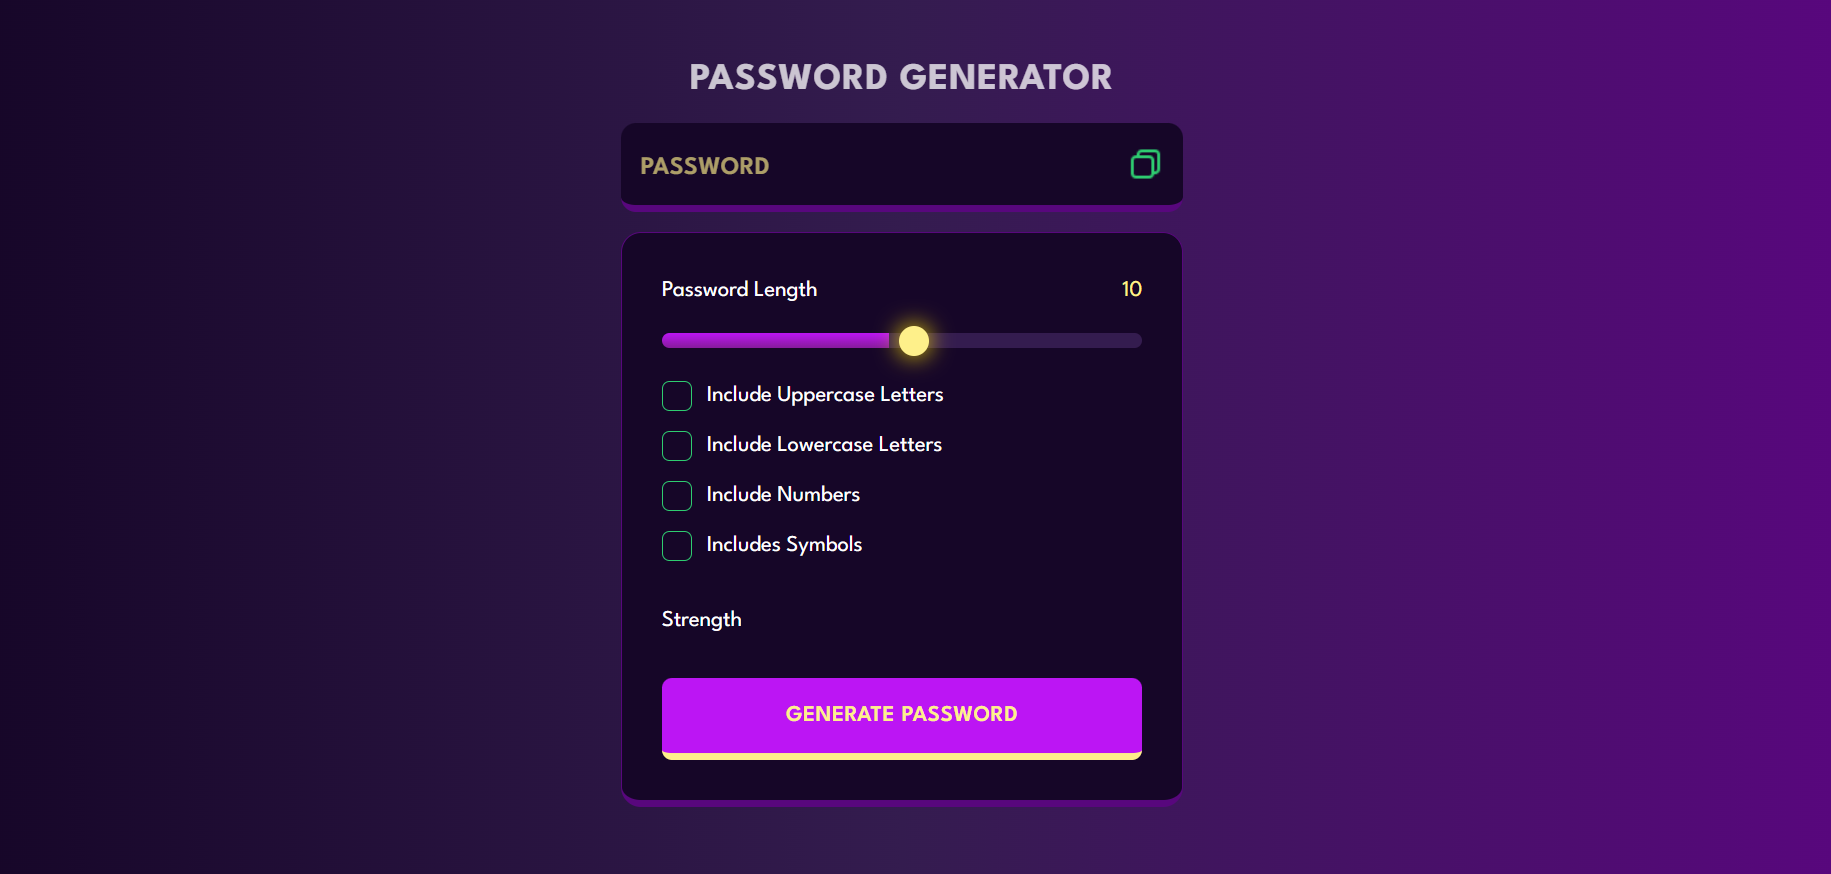 PASSWORD GENERATOR
PASSWORD
Password Length 10
Include Uppercase Letters
Include Lowercase Letters
Include Numbers
Includes Symbols
Strength
GENERATE PASSWORD